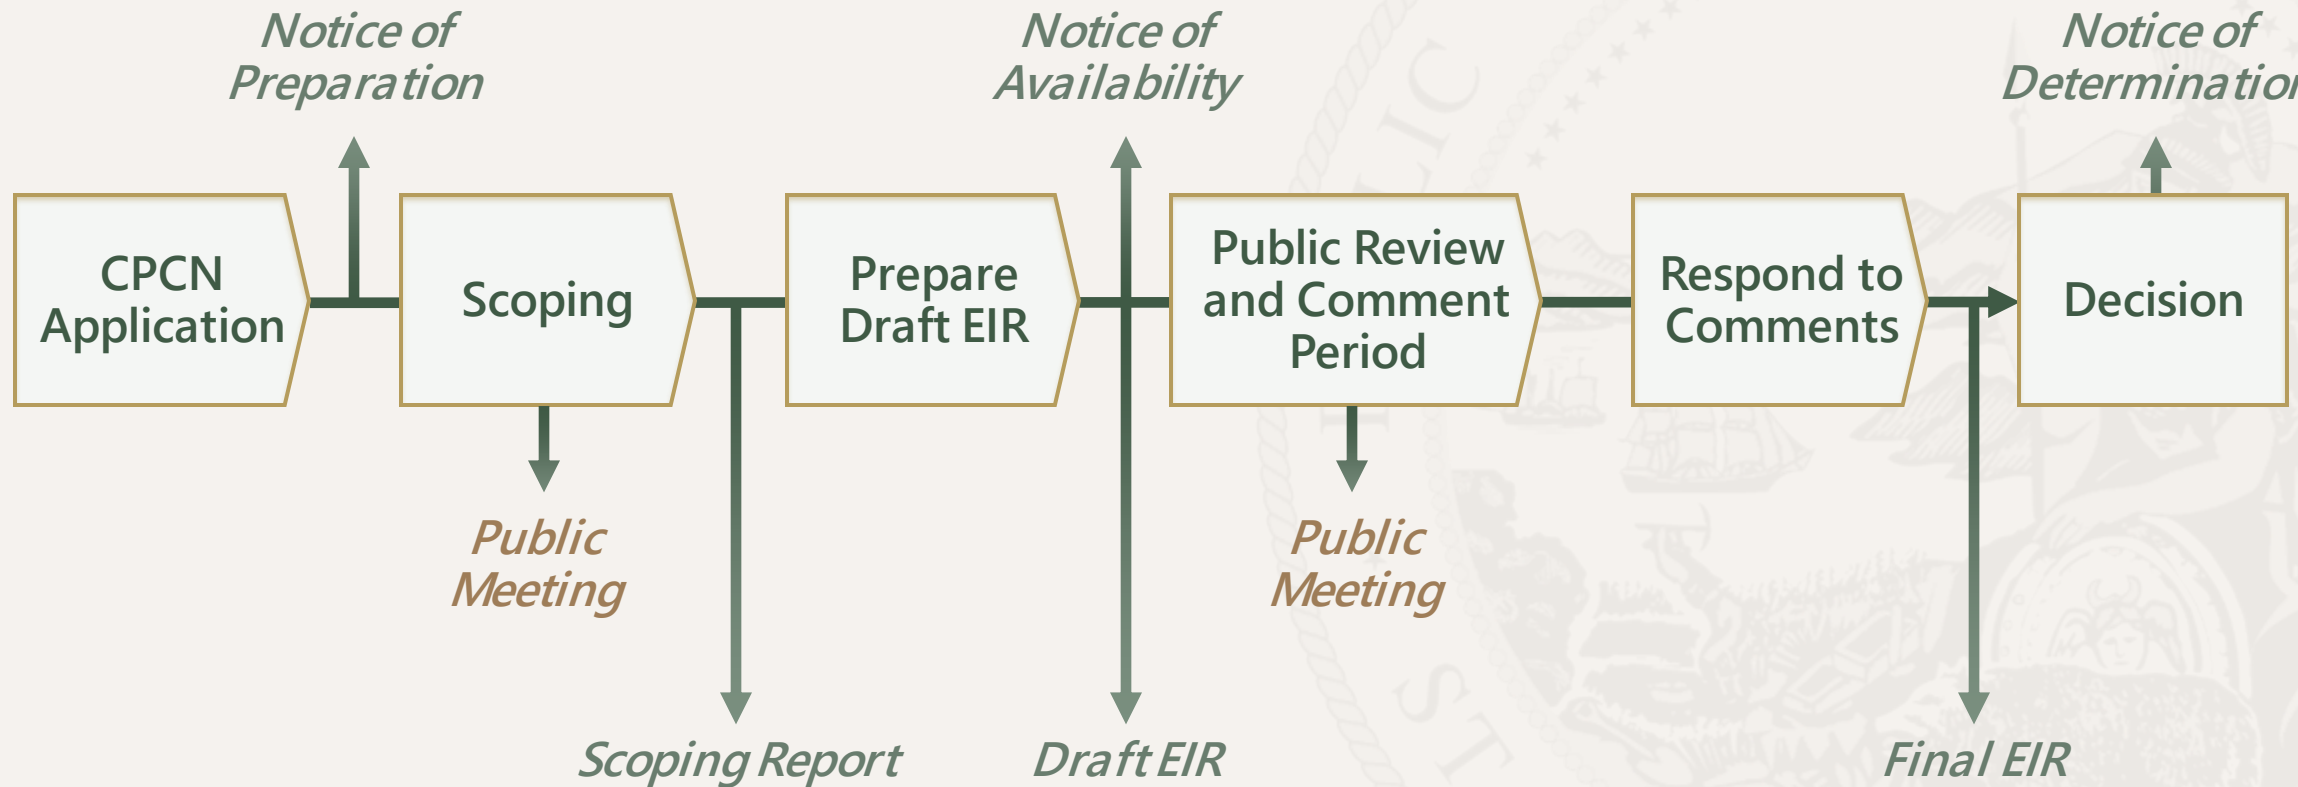 Notice of
Preparation
Notice of
Availability
Notice of
Determination
CPCN
Application
Scoping
Prepare
Draft EIR
Public Review
and Comment
Period
Respond to
Comments
Decision
Public
Meeting
Public
Meeting
Scoping Report
Draft EIR
Final EIR